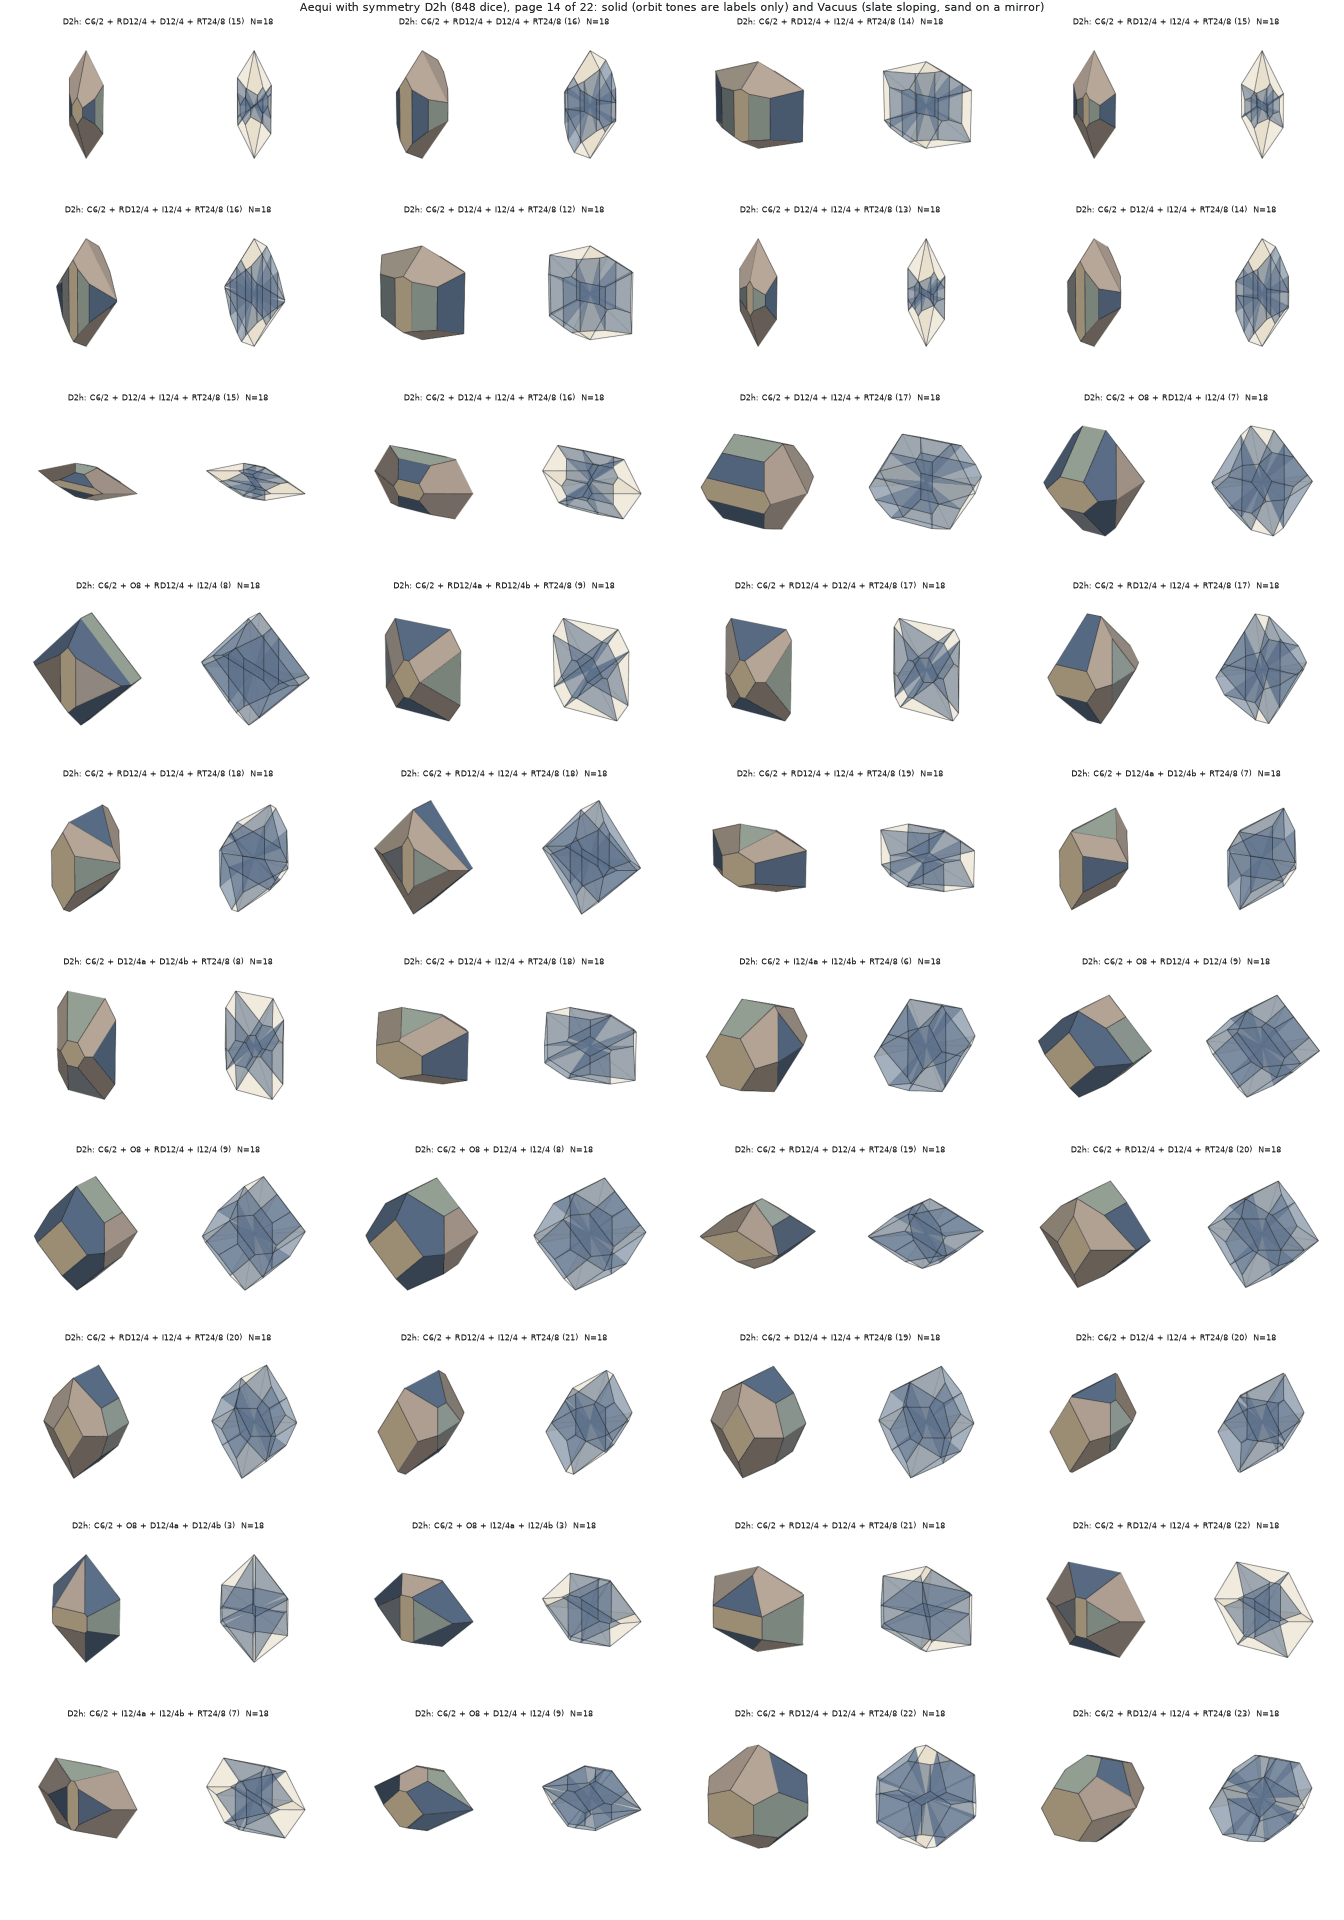 Aequi with symmetry D2h (848 dice), page 14 of 22: solid (orbit tones are labels only) and Vacuus (slate sloping, sand on a mirror)
D2h: C6/2 + RD12/4 + D12/4 + RT24/8 (15)  N=18
D2h: C6/2 + RD12/4 + D12/4 + RT24/8 (16)  N=18
D2h: C6/2 + RD12/4 + I12/4 + RT24/8 (14)  N=18
D2h: C6/2 + RD12/4 + I12/4 + RT24/8 (15)  N=18
D2h: C6/2 + RD12/4 + I12/4 + RT24/8 (16)  N=18
D2h: C6/2 + D12/4 + I12/4 + RT24/8 (12)  N=18
D2h: C6/2 + D12/4 + I12/4 + RT24/8 (13)  N=18
D2h: C6/2 + D12/4 + I12/4 + RT24/8 (14)  N=18
D2h: C6/2 + D12/4 + I12/4 + RT24/8 (15)  N=18
D2h: C6/2 + D12/4 + I12/4 + RT24/8 (16)  N=18
D2h: C6/2 + D12/4 + I12/4 + RT24/8 (17)  N=18
D2h: C6/2 + O8 + RD12/4 + I12/4 (7)  N=18
D2h: C6/2 + O8 + RD12/4 + I12/4 (8)  N=18
D2h: C6/2 + RD12/4a + RD12/4b + RT24/8 (9)  N=18
D2h: C6/2 + RD12/4 + D12/4 + RT24/8 (17)  N=18
D2h: C6/2 + RD12/4 + I12/4 + RT24/8 (17)  N=18
D2h: C6/2 + RD12/4 + D12/4 + RT24/8 (18)  N=18
D2h: C6/2 + RD12/4 + I12/4 + RT24/8 (18)  N=18
D2h: C6/2 + RD12/4 + I12/4 + RT24/8 (19)  N=18
D2h: C6/2 + D12/4a + D12/4b + RT24/8 (7)  N=18
D2h: C6/2 + D12/4a + D12/4b + RT24/8 (8)  N=18
D2h: C6/2 + D12/4 + I12/4 + RT24/8 (18)  N=18
D2h: C6/2 + I12/4a + I12/4b + RT24/8 (6)  N=18
D2h: C6/2 + O8 + RD12/4 + D12/4 (9)  N=18
D2h: C6/2 + O8 + RD12/4 + I12/4 (9)  N=18
D2h: C6/2 + O8 + D12/4 + I12/4 (8)  N=18
D2h: C6/2 + RD12/4 + D12/4 + RT24/8 (19)  N=18
D2h: C6/2 + RD12/4 + D12/4 + RT24/8 (20)  N=18
D2h: C6/2 + RD12/4 + I12/4 + RT24/8 (20)  N=18
D2h: C6/2 + RD12/4 + I12/4 + RT24/8 (21)  N=18
D2h: C6/2 + D12/4 + I12/4 + RT24/8 (19)  N=18
D2h: C6/2 + D12/4 + I12/4 + RT24/8 (20)  N=18
D2h: C6/2 + O8 + D12/4a + D12/4b (3)  N=18
D2h: C6/2 + O8 + I12/4a + I12/4b (3)  N=18
D2h: C6/2 + RD12/4 + D12/4 + RT24/8 (21)  N=18
D2h: C6/2 + RD12/4 + I12/4 + RT24/8 (22)  N=18
D2h: C6/2 + I12/4a + I12/4b + RT24/8 (7)  N=18
D2h: C6/2 + O8 + D12/4 + I12/4 (9)  N=18
D2h: C6/2 + RD12/4 + D12/4 + RT24/8 (22)  N=18
D2h: C6/2 + RD12/4 + I12/4 + RT24/8 (23)  N=18